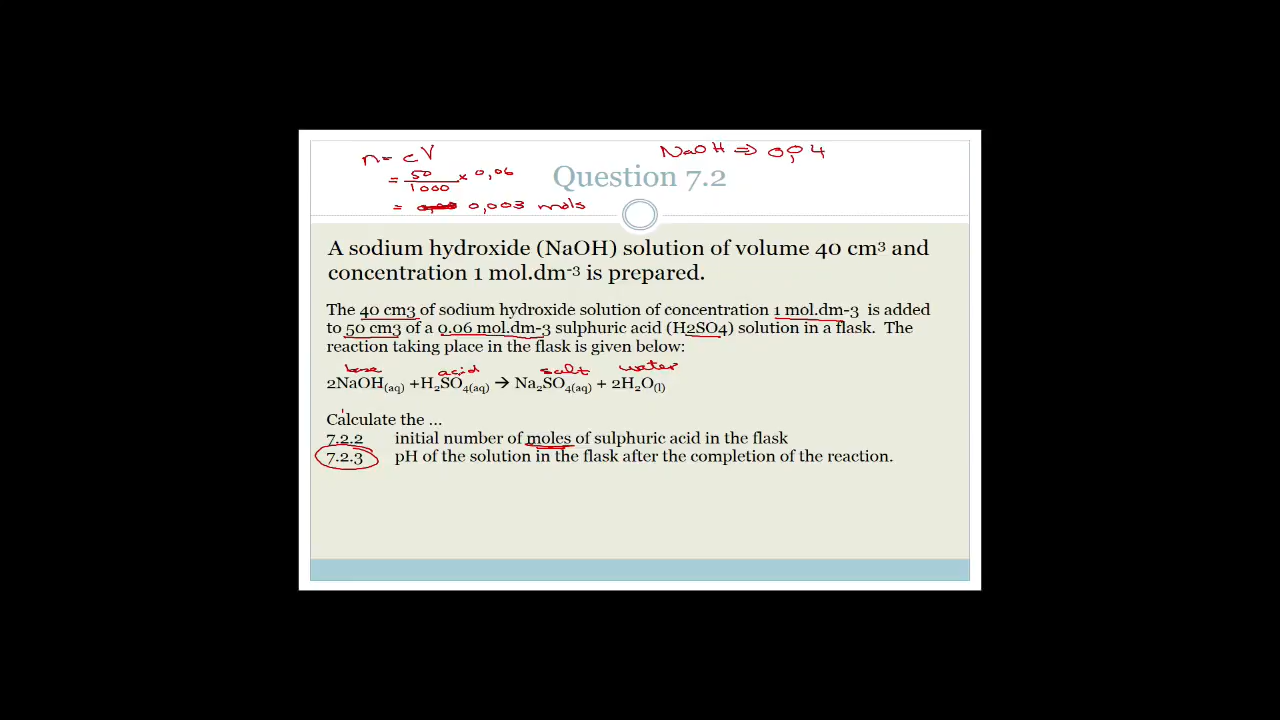 n = cV
NaOH ⇒ 0,04
= 50/1000 × 0,06
Question 7.2
= 0,003 mols
A sodium hydroxide (NaOH) solution of volume 40 cm³ and
concentration 1 mol.dm⁻³ is prepared.
The 40 cm3 of sodium hydroxide solution of concentration 1 mol.dm-3 is added
to 50 cm3 of a 0.06 mol.dm-3 sulphuric acid (H2SO4) solution in a flask. The
reaction taking place in the flask is given below:
base acid salt water
2NaOH(aq) +H₂SO₄(aq) → Na₂SO₄(aq) + 2H₂O(l)
Calculate the ...
7.2.2 initial number of moles of sulphuric acid in the flask
7.2.3 pH of the solution in the flask after the completion of the reaction.